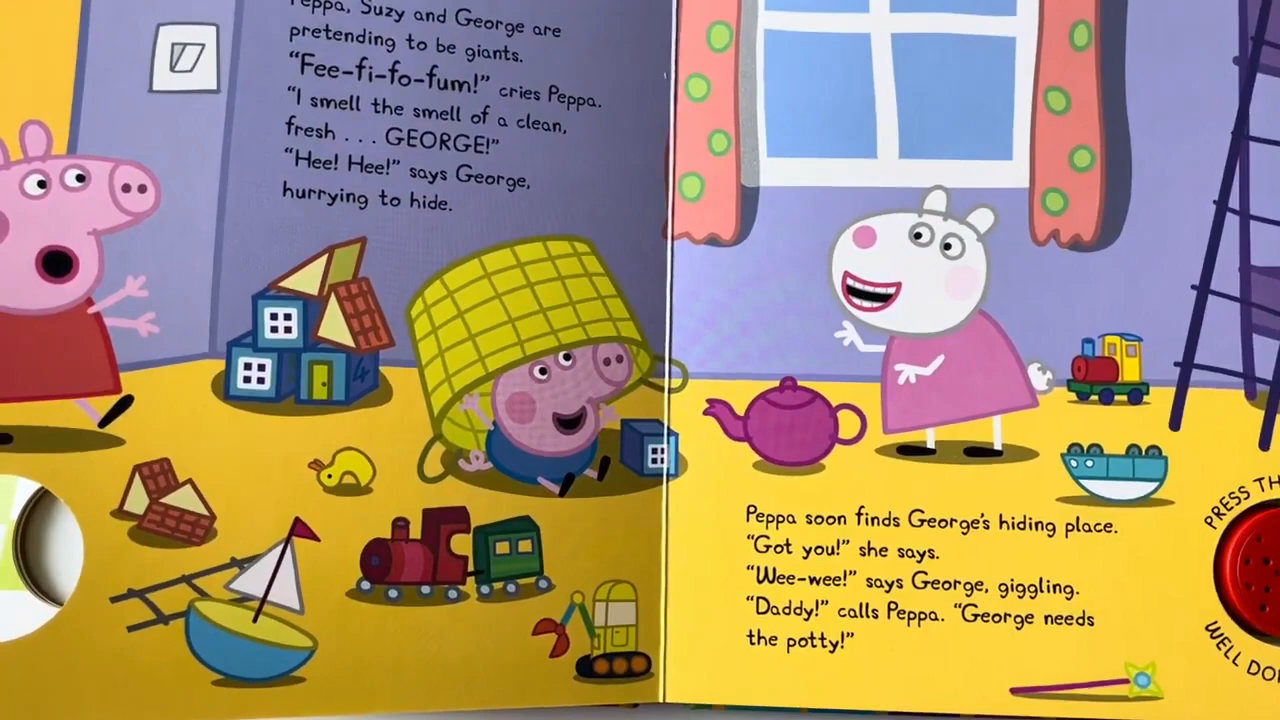 Peppa, Suzy and George are
pretending to be giants.
“Fee-fi-fo-fum!” cries Peppa.
“I smell the smell of a clean,
fresh . . . GEORGE!”
“Hee! Hee!” says George,
hurrying to hide.
4
Peppa soon finds George’s hiding place.
“Got you!” she says.
“Wee-wee!” says George, giggling.
“Daddy!” calls Peppa. “George needs
the potty!”
PRESS
WELL